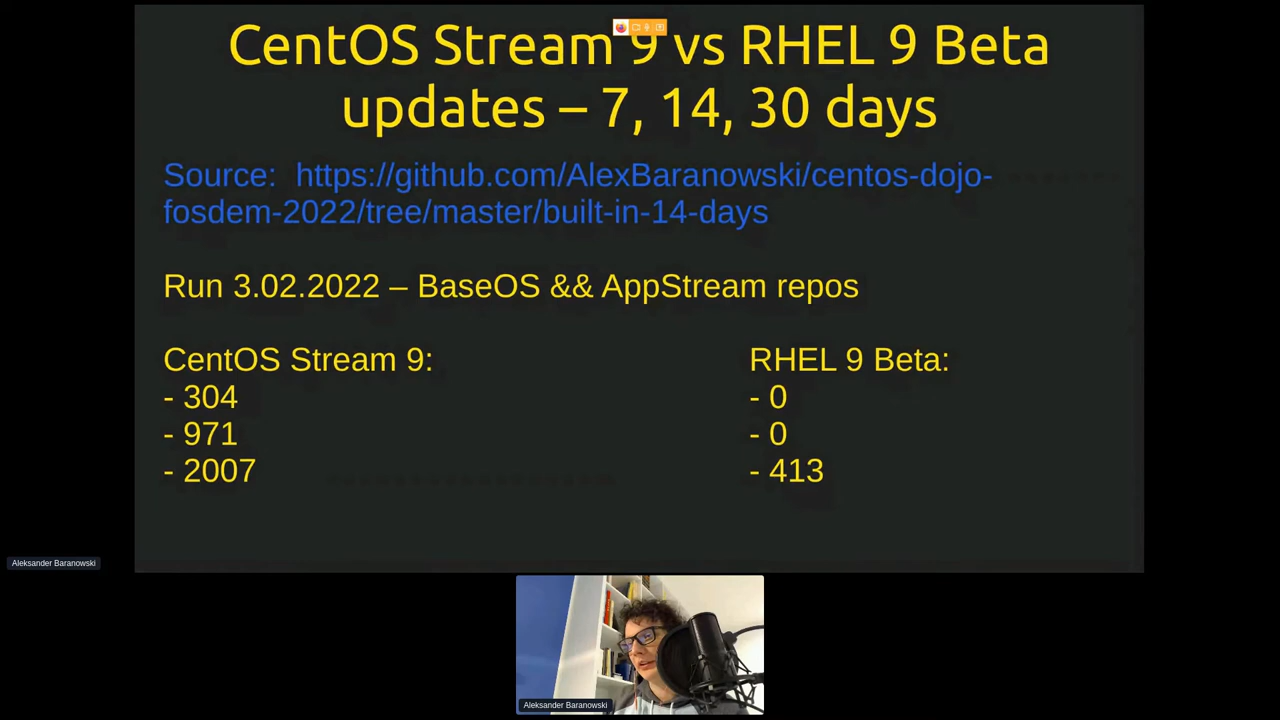 CentOS Stream 9 vs RHEL 9 Beta
updates – 7, 14, 30 days
Source: https://github.com/AlexBaranowski/centos-dojo-
fosdem-2022/tree/master/built-in-14-days
Run 3.02.2022 – BaseOS && AppStream repos
CentOS Stream 9:
- 304
- 971
- 2007
RHEL 9 Beta:
- 0
- 0
- 413
Aleksander Baranowski
Aleksander Baranowski